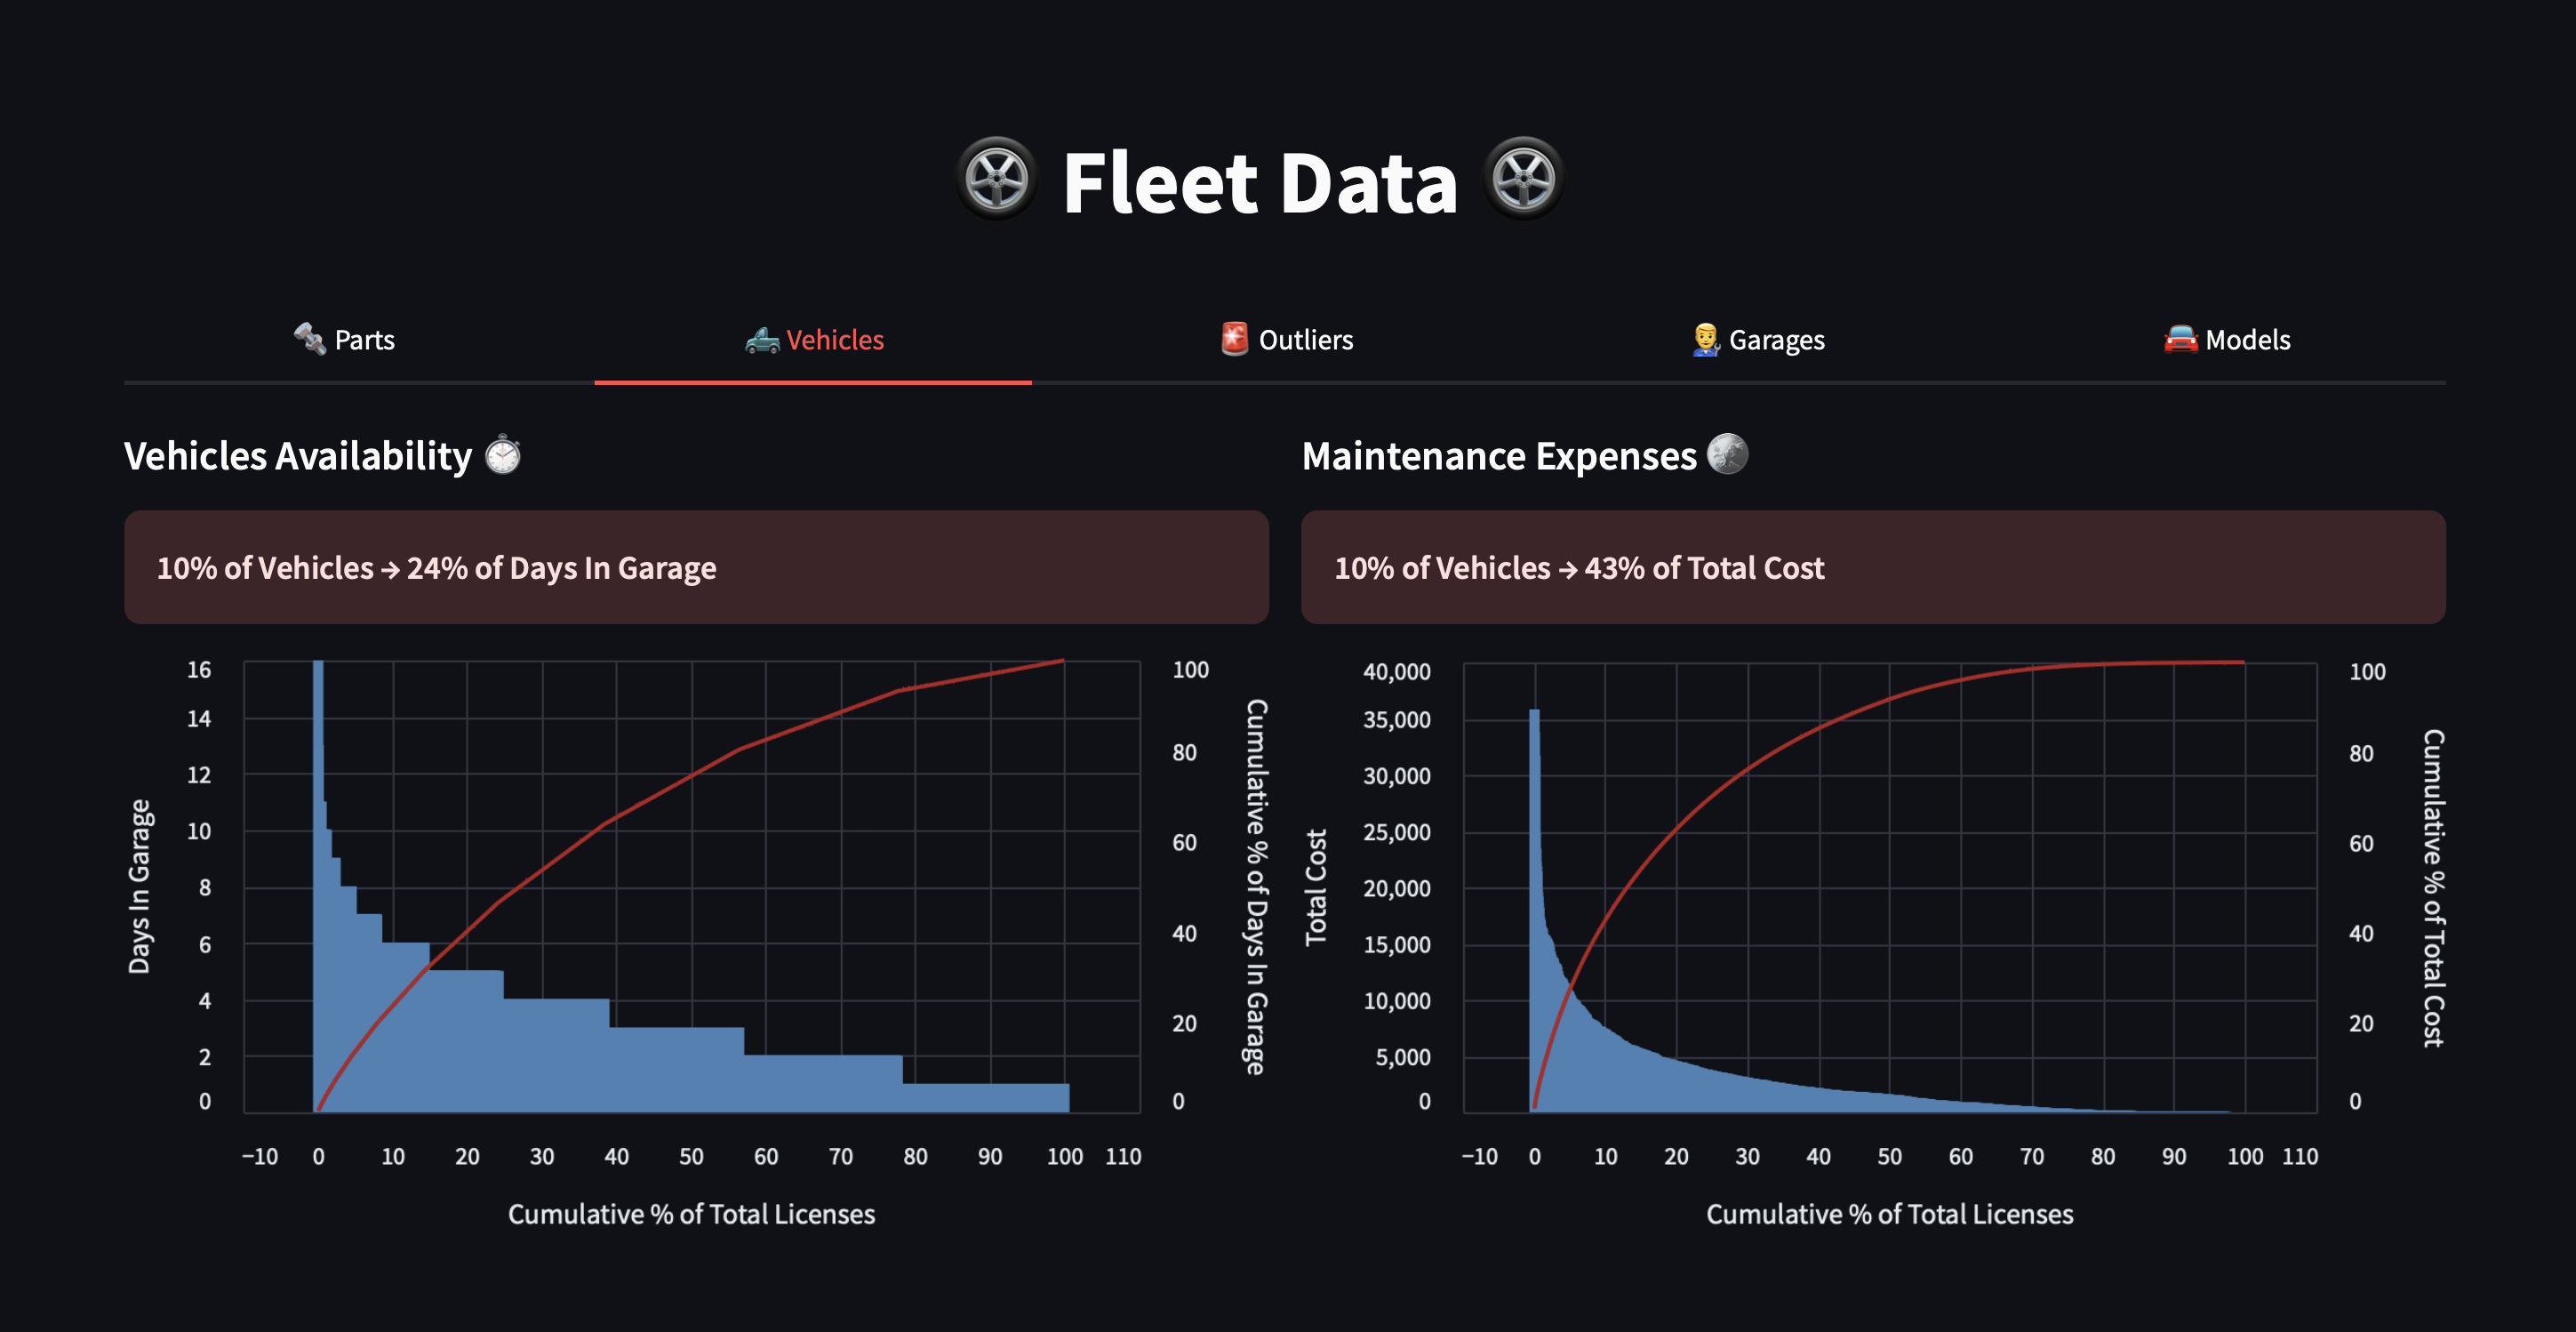 Fleet Data
Parts
Vehicles
Outliers
Garages
Models
Vehicles Availability
10% of Vehicles → 24% of Days In Garage
Days In Garage
16
14
12
10
8
6
4
2
0
100
80
60
40
20
0
Cumulative % of Days In Garage
−10 0 10 20 30 40 50 60 70 80 90 100 110
Cumulative % of Total Licenses
Maintenance Expenses
10% of Vehicles → 43% of Total Cost
Total Cost
40,000
35,000
30,000
25,000
20,000
15,000
10,000
5,000
0
100
80
60
40
20
0
Cumulative % of Total Cost
−10 0 10 20 30 40 50 60 70 80 90 100 110
Cumulative % of Total Licenses